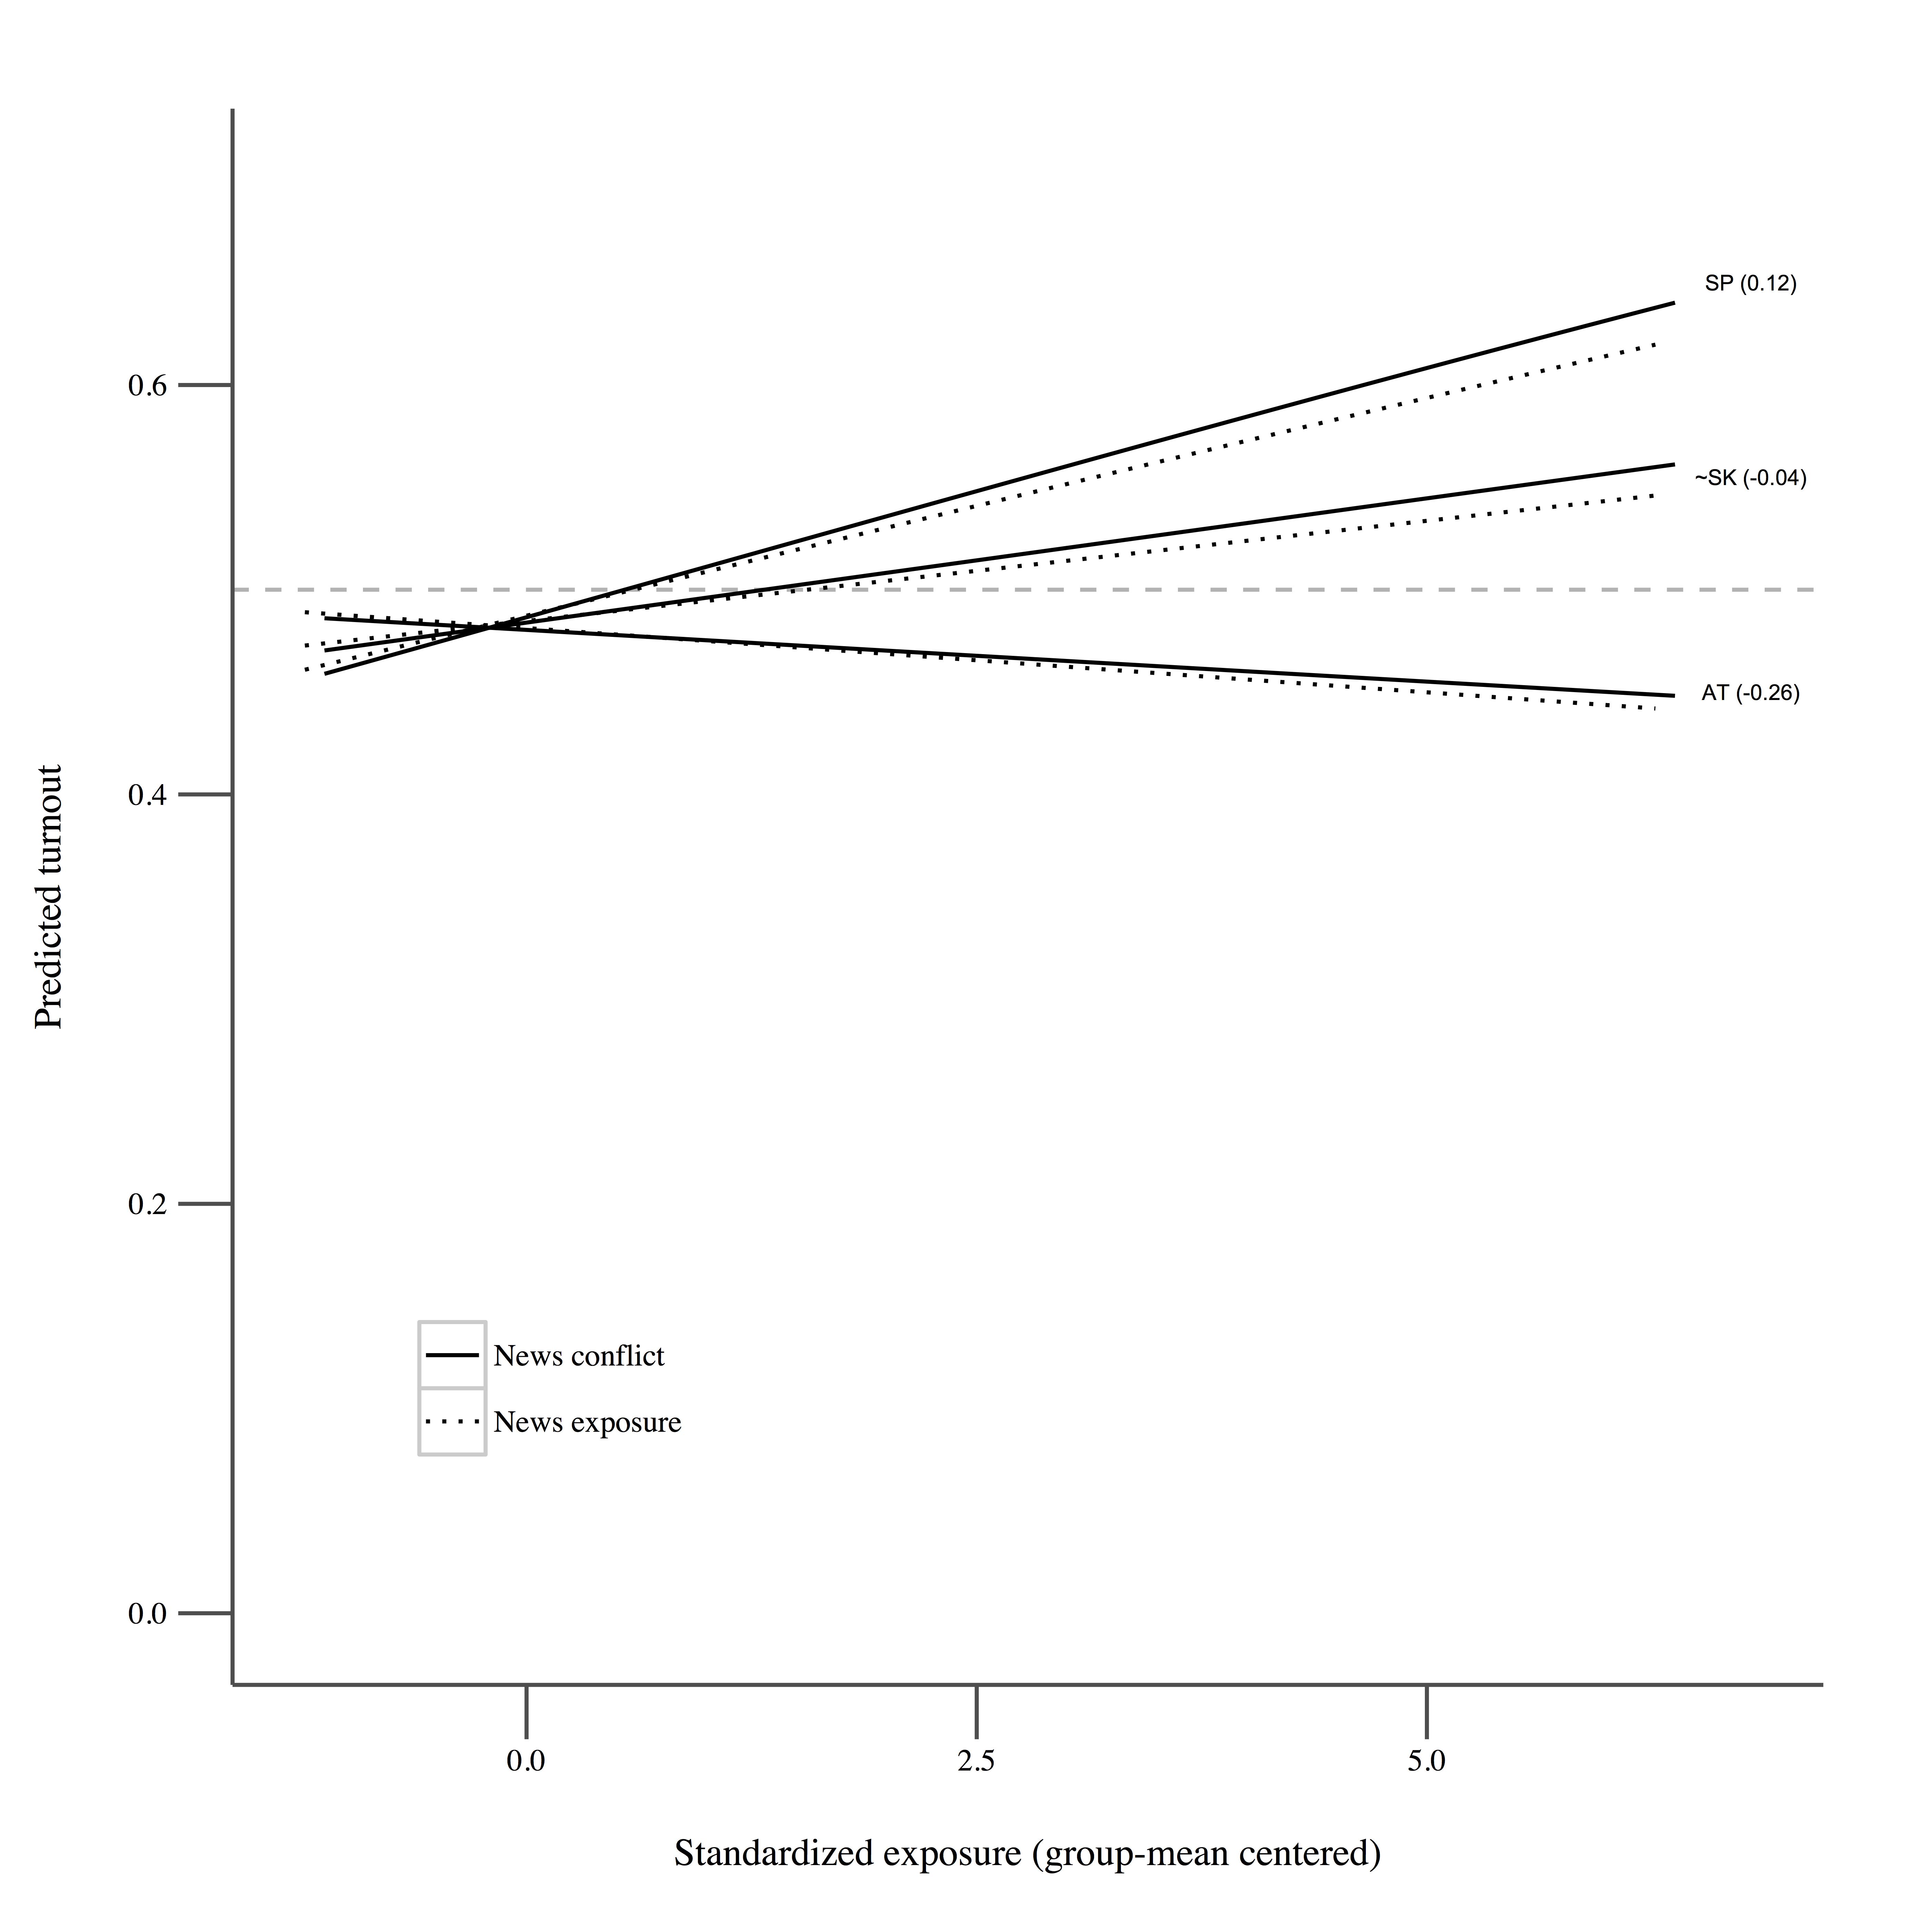 SP (0.12)
0.6
~SK (-0.04)
AT (-0.26)
0.4
Predicted turnout
0.2
News conflict
News exposure
0.0
0.0
2.5
5.0
Standardized exposure (group-mean centered)